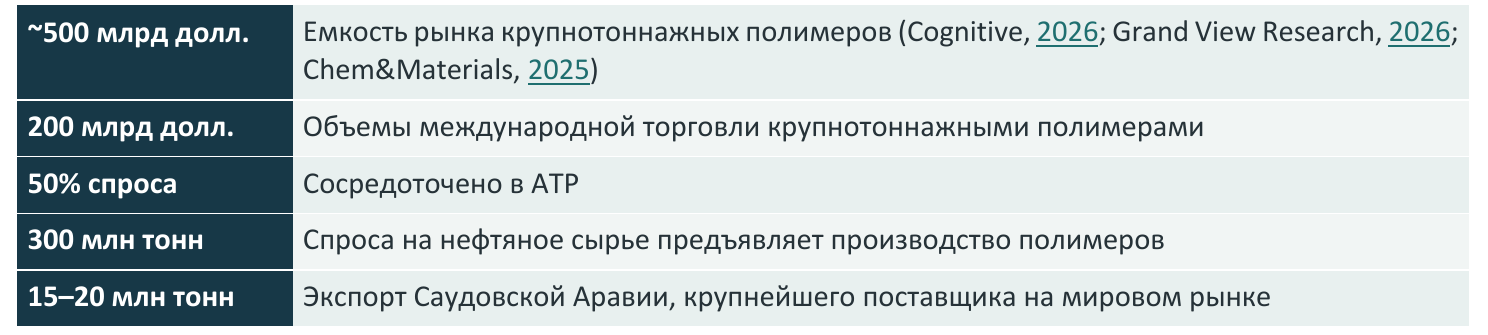 ~500 млрд долл.
Емкость рынка крупнотоннажных полимеров (Cognitive, 2026; Grand View Research, 2026;
Chem&Materials, 2025)
200 млрд долл.
Объемы международной торговли крупнотоннажными полимерами
50% спроса
Сосредоточено в АТР
300 млн тонн
Спроса на нефтяное сырье предъявляет производство полимеров
15–20 млн тонн
Экспорт Саудовской Аравии, крупнейшего поставщика на мировом рынке